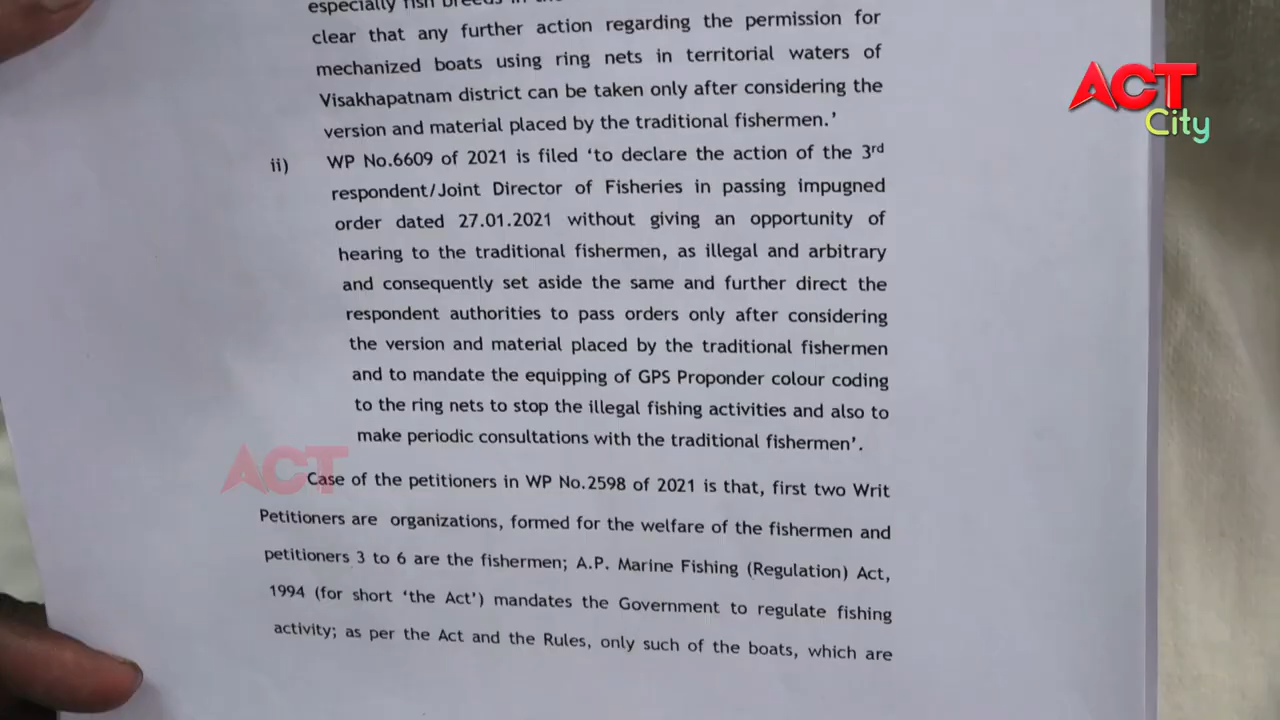 especially fish breeds in the
clear that any further action regarding the permission for
mechanized boats using ring nets in territorial waters of
Visakhapatnam district can be taken only after considering the
version and material placed by the traditional fishermen.’
ii) WP No.6609 of 2021 is filed ‘to declare the action of the 3rd
respondent/Joint Director of Fisheries in passing impugned
order dated 27.01.2021 without giving an opportunity of
hearing to the traditional fishermen, as illegal and arbitrary
and consequently set aside the same and further direct the
respondent authorities to pass orders only after considering
the version and material placed by the traditional fishermen
and to mandate the equipping of GPS Proponder colour coding
to the ring nets to stop the illegal fishing activities and also to
make periodic consultations with the traditional fishermen’.
Case of the petitioners in WP No.2598 of 2021 is that, first two Writ
Petitioners are organizations, formed for the welfare of the fishermen and
petitioners 3 to 6 are the fishermen; A.P. Marine Fishing (Regulation) Act,
1994 (for short ‘the Act’) mandates the Government to regulate fishing
activity; as per the Act and the Rules, only such of the boats, which are
ACT
City
ACT